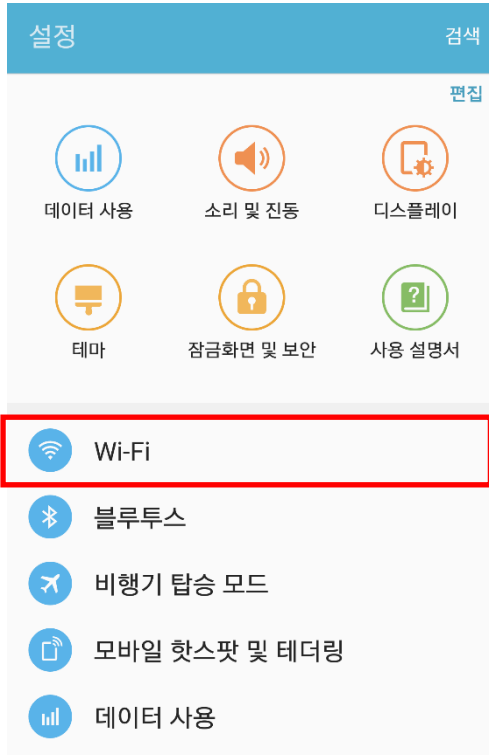 설정 검색
편집
데이터 사용 소리 및 진동 디스플레이
테마 잠금화면 및 보안 사용 설명서
Wi-Fi
블루투스
비행기 탑승 모드
모바일 핫스팟 및 테더링
데이터 사용